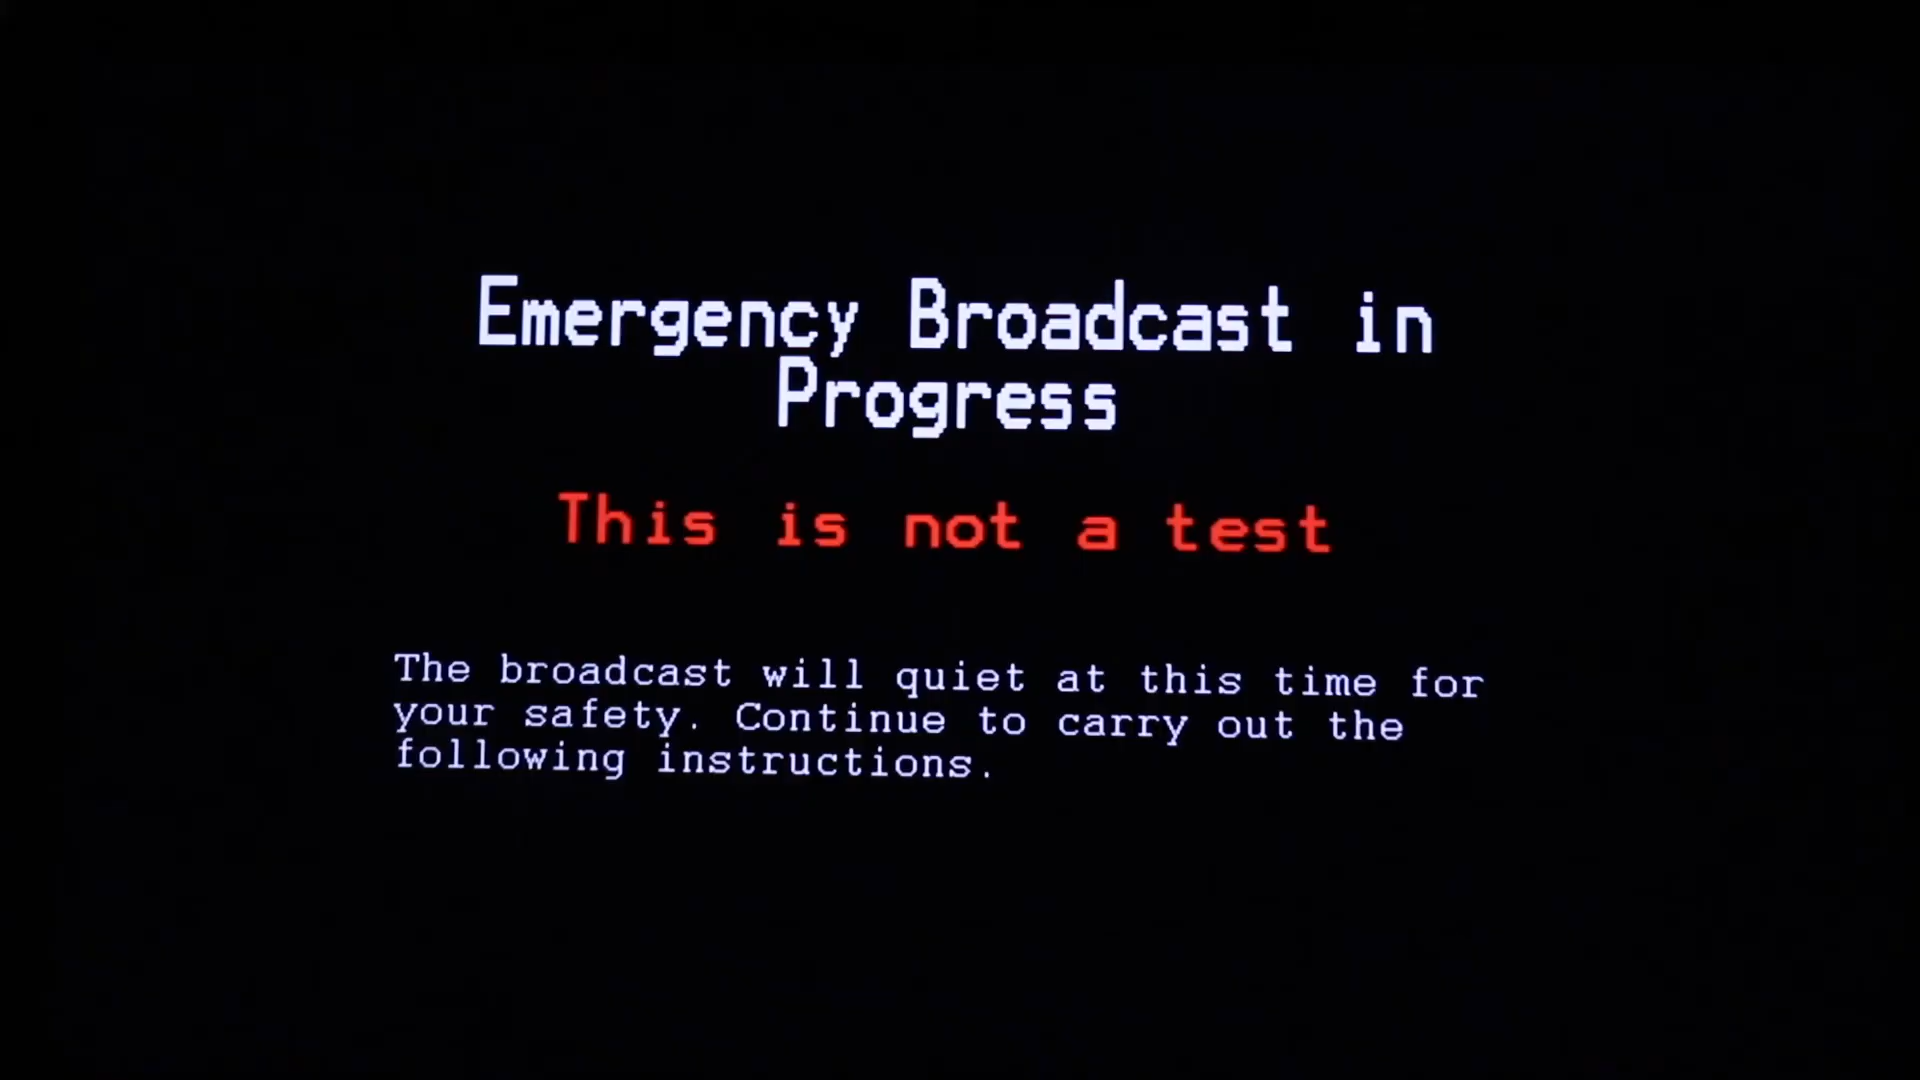 Emergency Broadcast in
Progress
This is not a test
The broadcast will quiet at this time for
your safety. Continue to carry out the
following instructions.